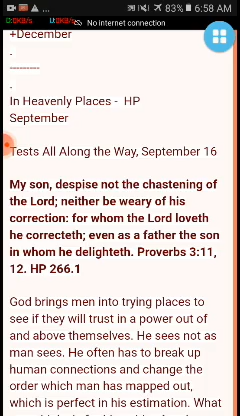 83% 6:58 AM
0:0KB/s U:0KB/s No internet connection
+December
.
---------
.
In Heavenly Places - HP
September
Tests All Along the Way, September 16
My son, despise not the chastening of
the Lord; neither be weary of his
correction: for whom the Lord loveth
he correcteth; even as a father the son
in whom he delighteth. Proverbs 3:11,
12. HP 266.1
God brings men into trying places to
see if they will trust in a power out of
and above themselves. He sees not as
man sees. He often has to break up
human connections and change the
order which man has mapped out,
which is perfect in his estimation. What